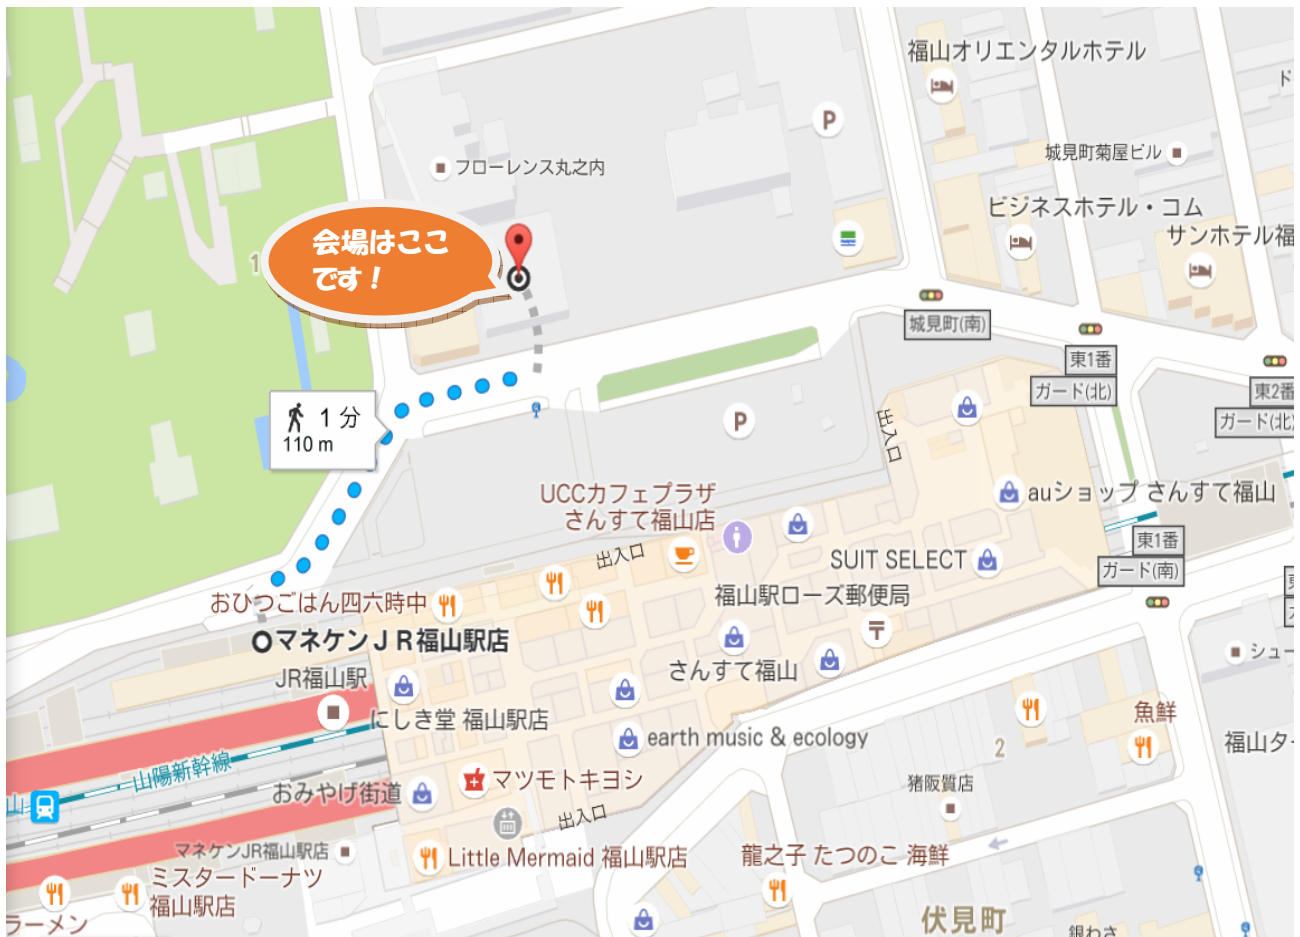 福山オリエンタルホテル
P
城見町菊屋ビル
フローレンス丸之内
ビジネスホテル・コム
サンホテル福
会場はここ
です！
1
城見町(南)
東1番
ガード(北)
東2番
ガード(北)
1 分
110 m
P
出入口
UCCカフェプラザ
さんすて福山店
auショップ さんすて福山
出入口
SUIT SELECT
東1番
ガード(南)
おひつごはん四六時中
福山駅ローズ郵便局
マネケンＪＲ福山駅店
JR福山駅
さんすて福山
シュー
にしき堂 福山駅店
魚鮮
earth music & ecology
2
福山ター
山陽新幹線
山
おみやげ街道
マツモトキヨシ
猪阪質店
出入口
マネケンJR福山駅店
Little Mermaid 福山駅店
龍之子 たつのこ 海鮮
ミスタードーナツ
福山駅店
ラーメン
伏見町
銀わさ